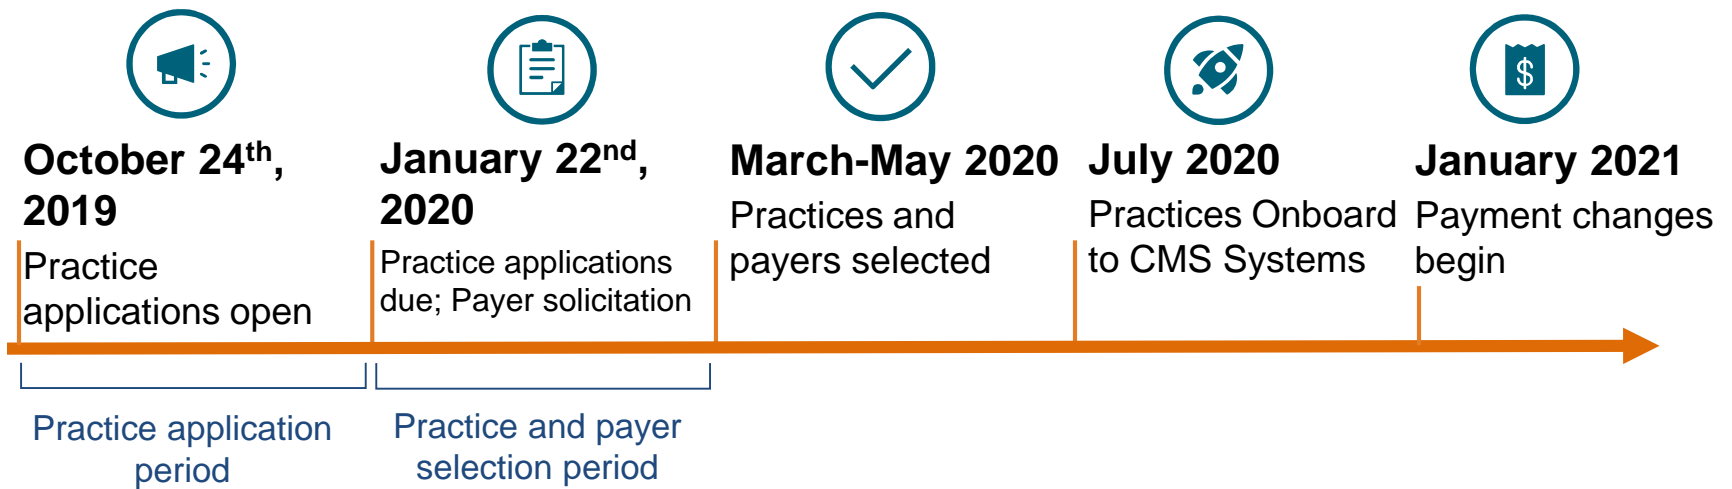 October 24th,
2019
Practice
applications open
January 22nd,
2020
Practice applications
due; Payer solicitation
March-May 2020
Practices and
payers selected
July 2020
Practices Onboard
to CMS Systems
January 2021
Payment changes
begin
$
Practice application
period
Practice and payer
selection period